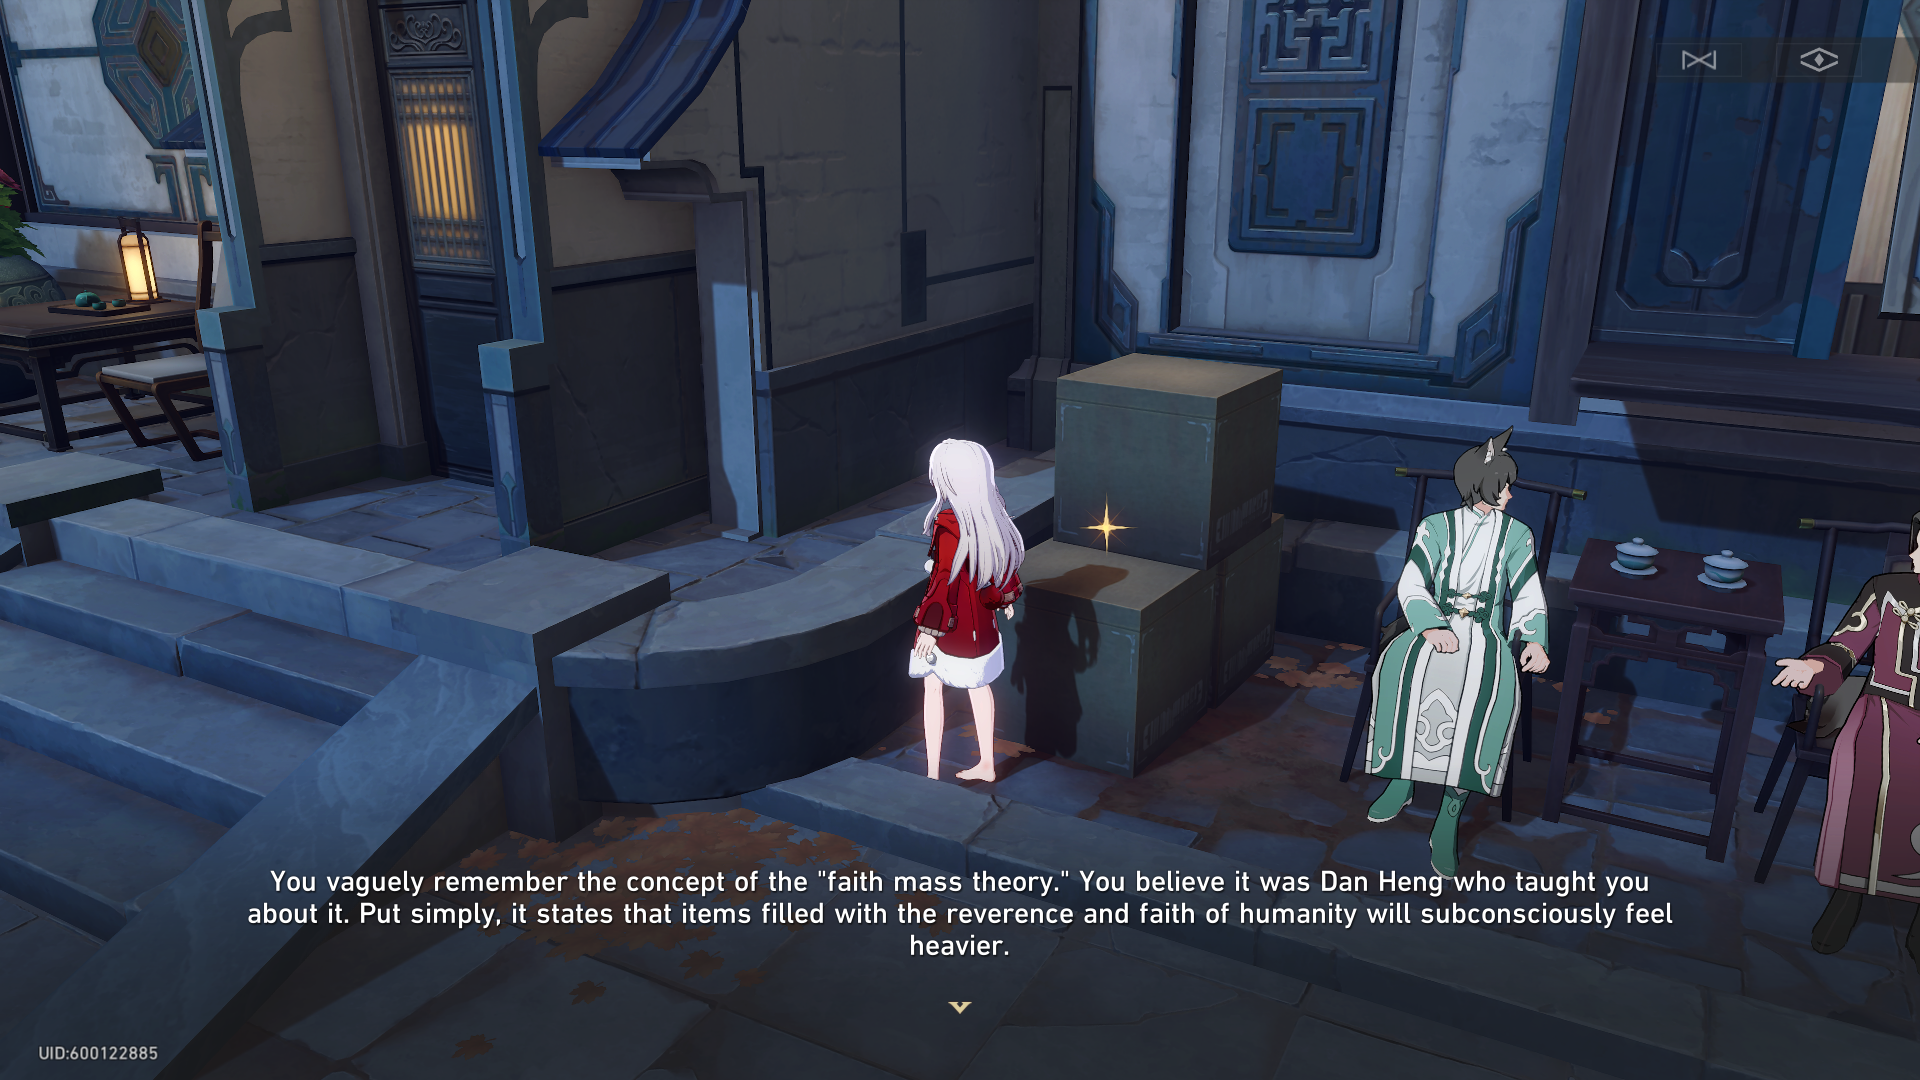 You vaguely remember the concept of the "faith mass theory." You believe it was Dan Heng who taught you
about it. Put simply, it states that items filled with the reverence and faith of humanity will subconsciously feel
heavier.
UID:600122885